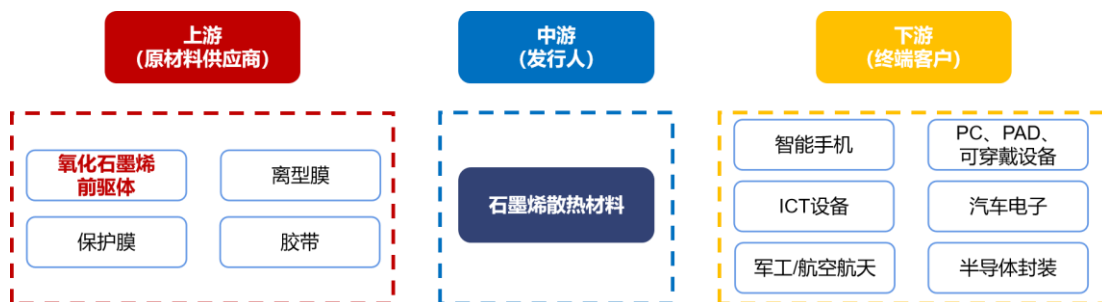 上游
（原材料供应商）
中游
（发行人）
下游
（终端客户）
氧化石墨烯
前驱体
离型膜
保护膜
胶带
石墨烯散热材料
智能手机
PC、PAD、
可穿戴设备
ICT设备
汽车电子
军工/航空航天
半导体封装